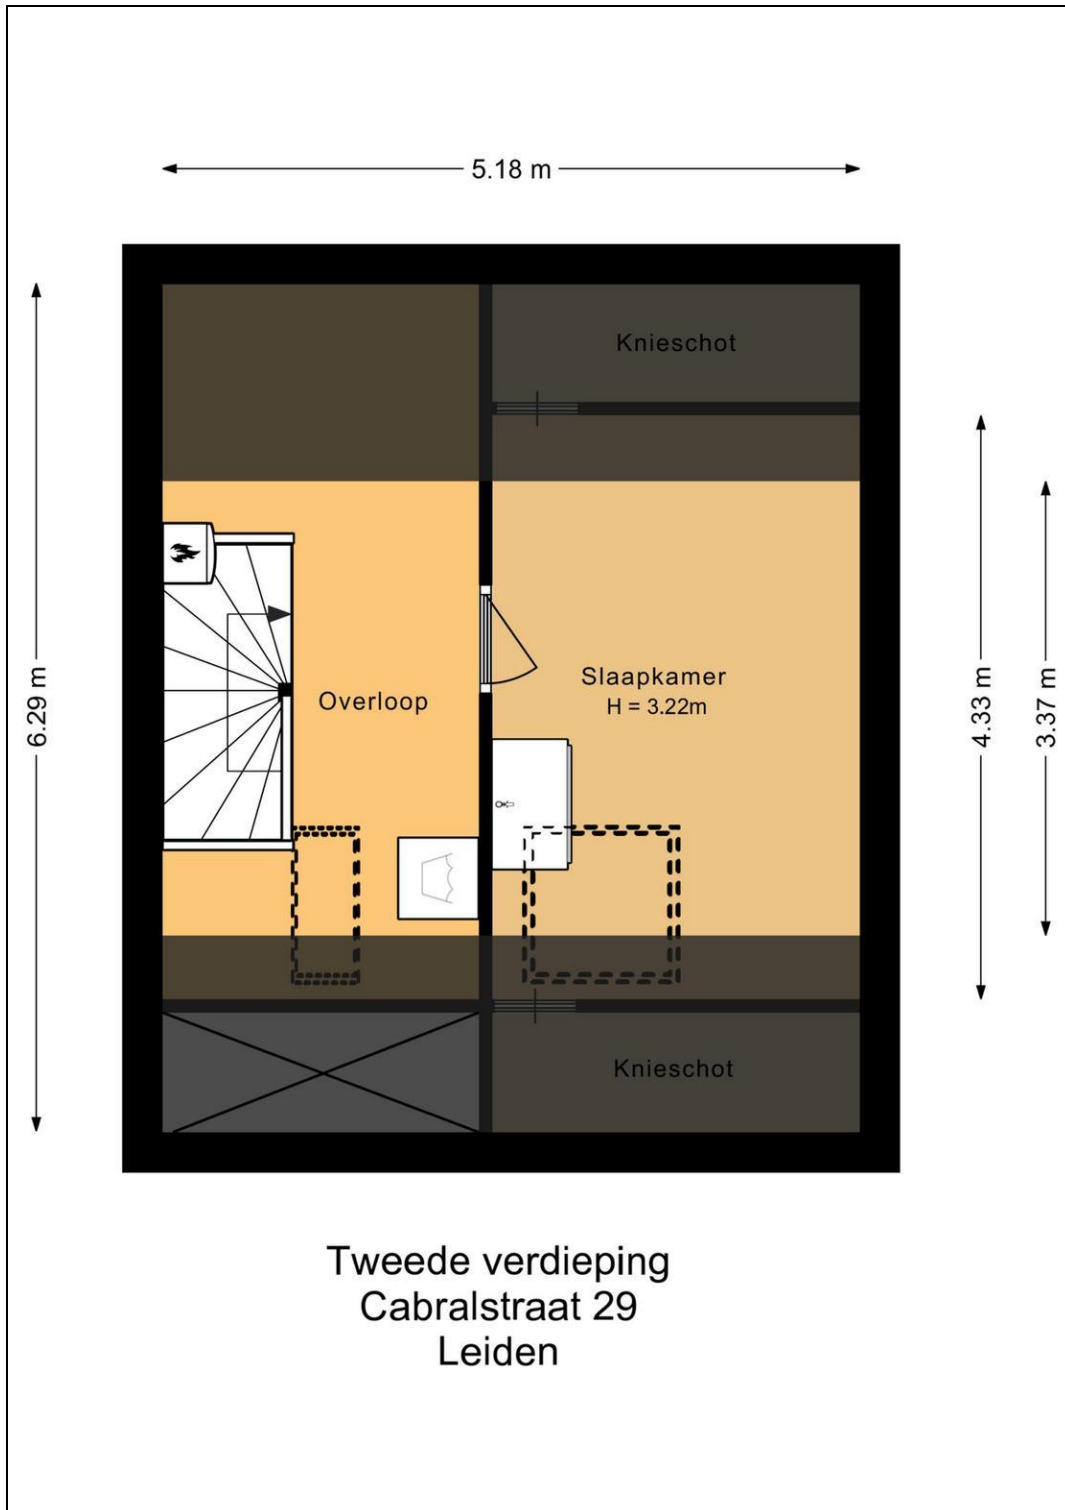 5.18 m
Knieschot
6.29 m
Overloop
Slaapkamer
H = 3.22m
4.33 m
3.37 m
Knieschot
Tweede verdieping
Cabralstraat 29
Leiden